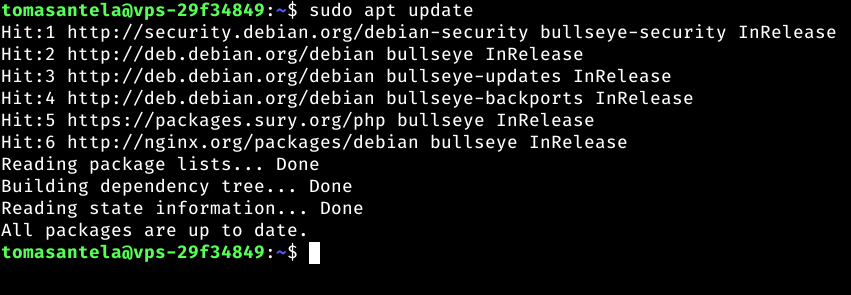 tomasantela@vps-29f34849:~$ sudo apt update
Hit:1 http://security.debian.org/debian-security bullseye-security InRelease
Hit:2 http://deb.debian.org/debian bullseye InRelease
Hit:3 http://deb.debian.org/debian bullseye-updates InRelease
Hit:4 http://deb.debian.org/debian bullseye-backports InRelease
Hit:5 https://packages.sury.org/php bullseye InRelease
Hit:6 http://nginx.org/packages/debian bullseye InRelease
Reading package lists... Done
Building dependency tree... Done
Reading state information... Done
All packages are up to date.
tomasantela@vps-29f34849:~$